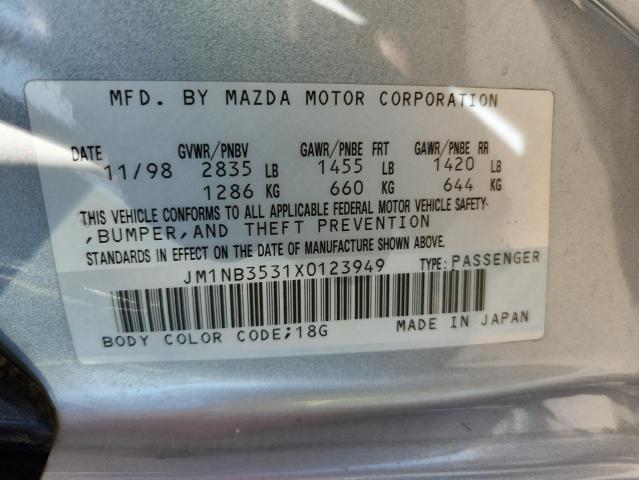 MFD. BY MAZDA MOTOR CORPORATION
DATE GVWR/PNBV GAWR/PNBE FRT GAWR/PNBE RR
11/98 2835 LB 1455 LB 1420 LB
1286 KG 660 KG 644 KG
THIS VEHICLE CONFORMS TO ALL APPLICABLE FEDERAL MOTOR VEHICLE SAFETY-
,BUMPER,AND THEFT PREVENTION
STANDARDS IN EFFECT ON THE DATE OF MANUFACTURE SHOWN ABOVE.
JM1NB3531X0123949 TYPE:PASSENGER
BODY COLOR CODE;18G MADE IN JAPAN